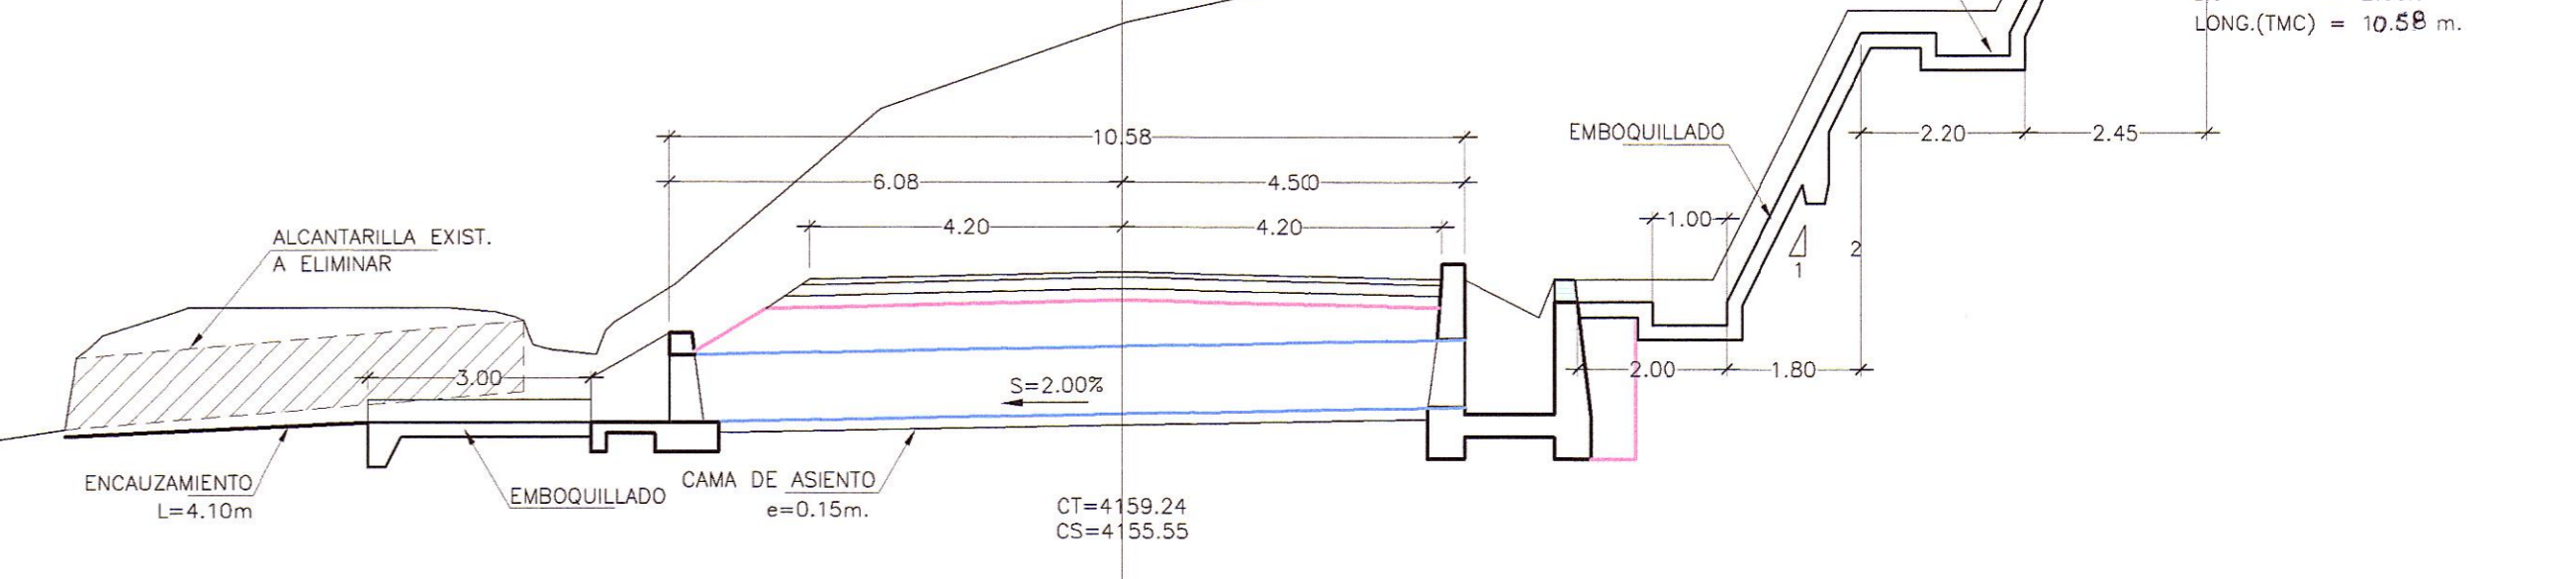 LONG.(TMC) = 10.58 m.
10.58
EMBOQUILLADO
2.20
2.45
6.08
4.500
1.00
4.20
4.20
ALCANTARILLA EXIST.
A ELIMINAR
2
1
3.00
S=2.00%
2.00
1.80
ENCAUZAMIENTO
L=4.10m
EMBOQUILLADO
CAMA DE ASIENTO
e=0.15m.
CT=4159.24
CS=4155.55